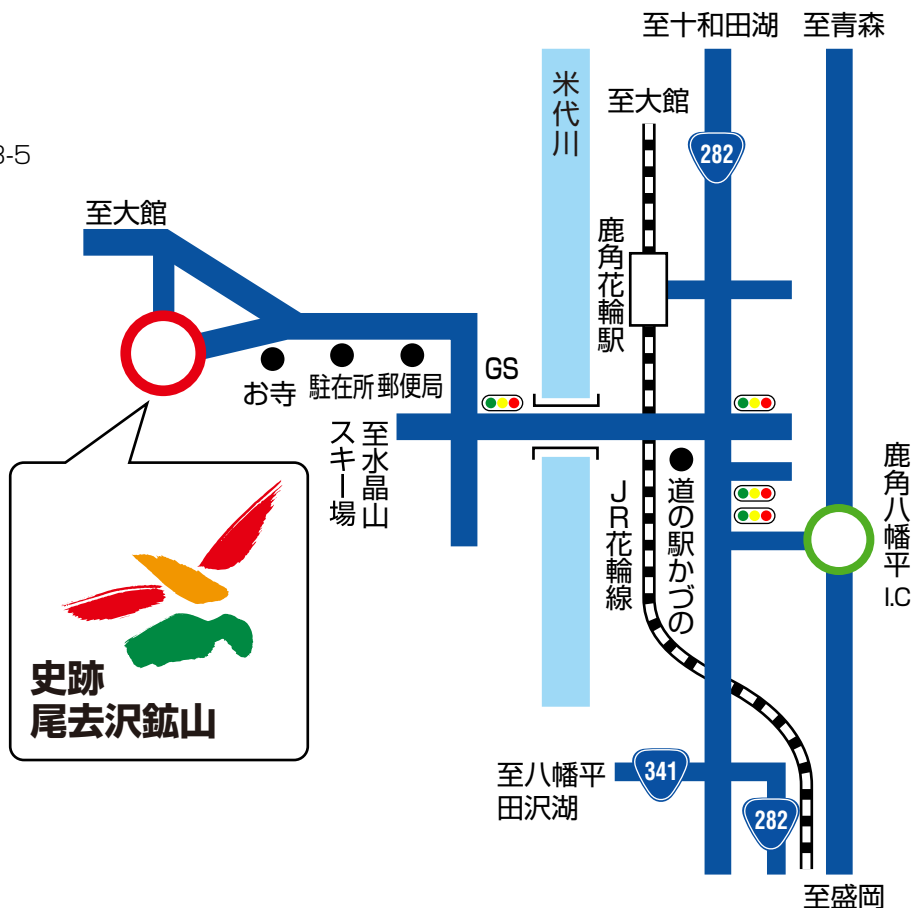 至十和田湖
至青森
米代川
至大館
282
3-5
至大館
鹿角花輪駅
お寺
駐在所
郵便局
GS
至水晶山
スキー場
JR花輪線
道の駅かづの
鹿角八幡平
I.C
史跡
尾去沢鉱山
至八幡平
田沢湖
341
282
至盛岡